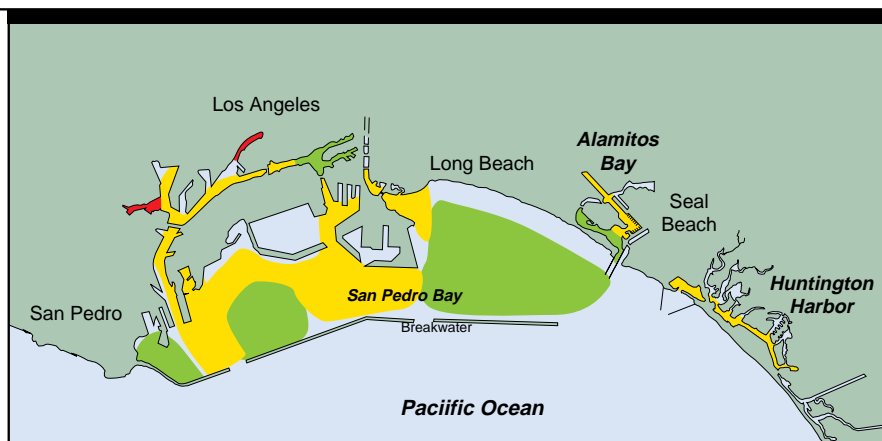 Los Angeles
Long Beach
Alamitos
Bay
Seal
Beach
Huntington
Harbor
San Pedro
San Pedro Bay
Breakwater
Paciific Ocean